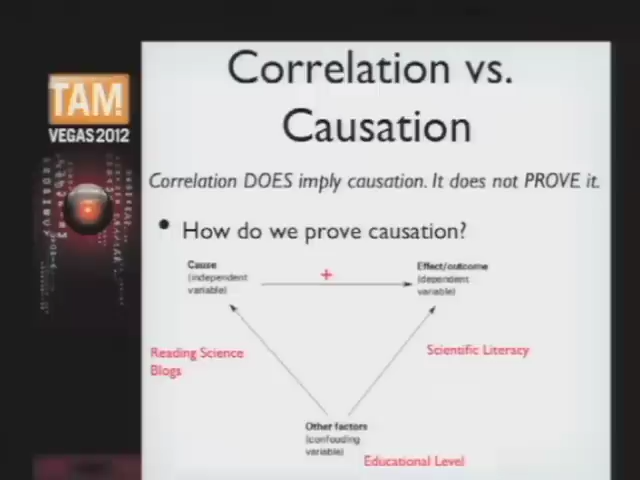 TAM!
VEGAS 2012
Correlation vs.
Causation
Correlation DOES imply causation. It does not PROVE it.
• How do we prove causation?
Cause
(independent
variable)
+
Effect/outcome
(dependent
variable)
Reading Science
Blogs
Scientific Literacy
Other factors
(confouding
variable)
Educational Level